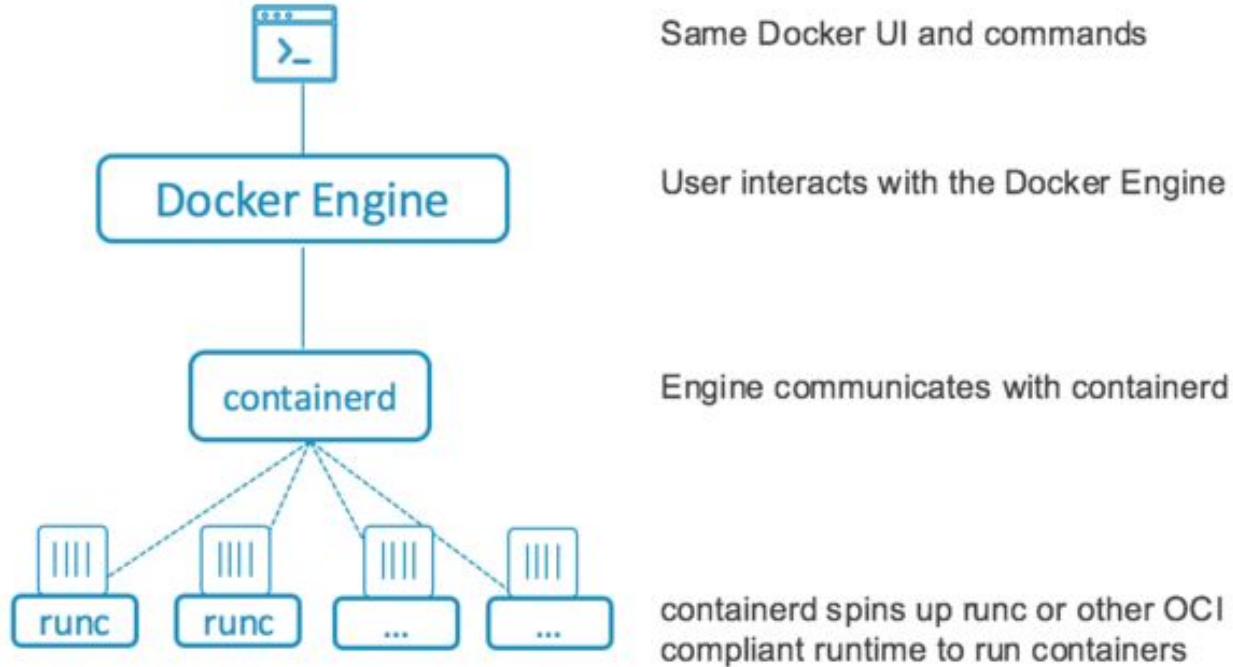 Same Docker UI and commands
>_
Docker Engine
User interacts with the Docker Engine
containerd
Engine communicates with containerd
runc
runc
...
...
containerd spins up runc or other OCI
compliant runtime to run containers